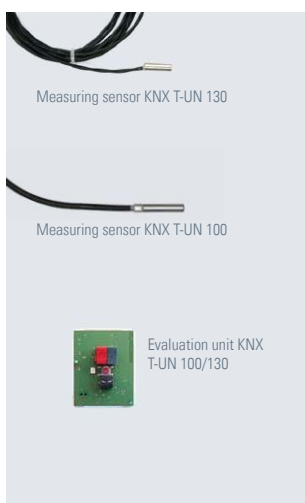 Measuring sensor KNX T-UN 130
Measuring sensor KNX T-UN 100
Evaluation unit KNX
T-UN 100/130